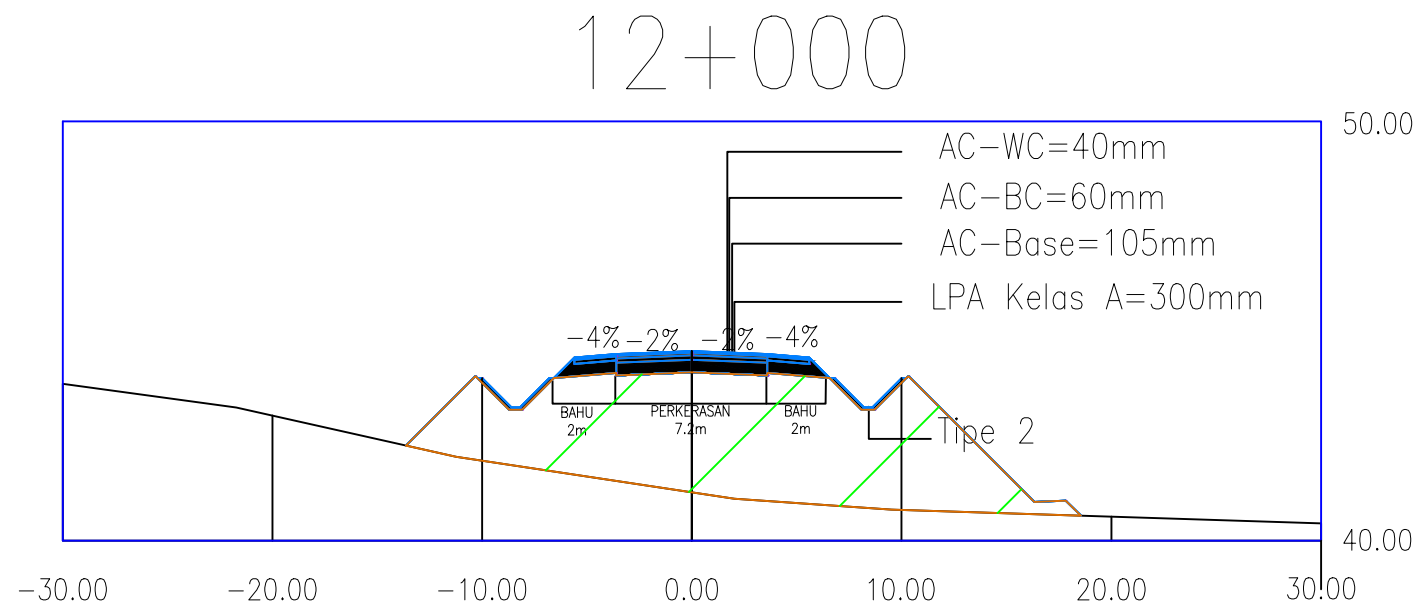 12+000
50.00
AC-WC=40mm
AC-BC=60mm
AC-Base=105mm
LPA Kelas A=300mm
-4% -2% -2% -4%
BAHU PERKERASAN BAHU
2m 7.2m 2m
Tipe 2
40.00
-30.00 -20.00 -10.00 0.00 10.00 20.00 30.00